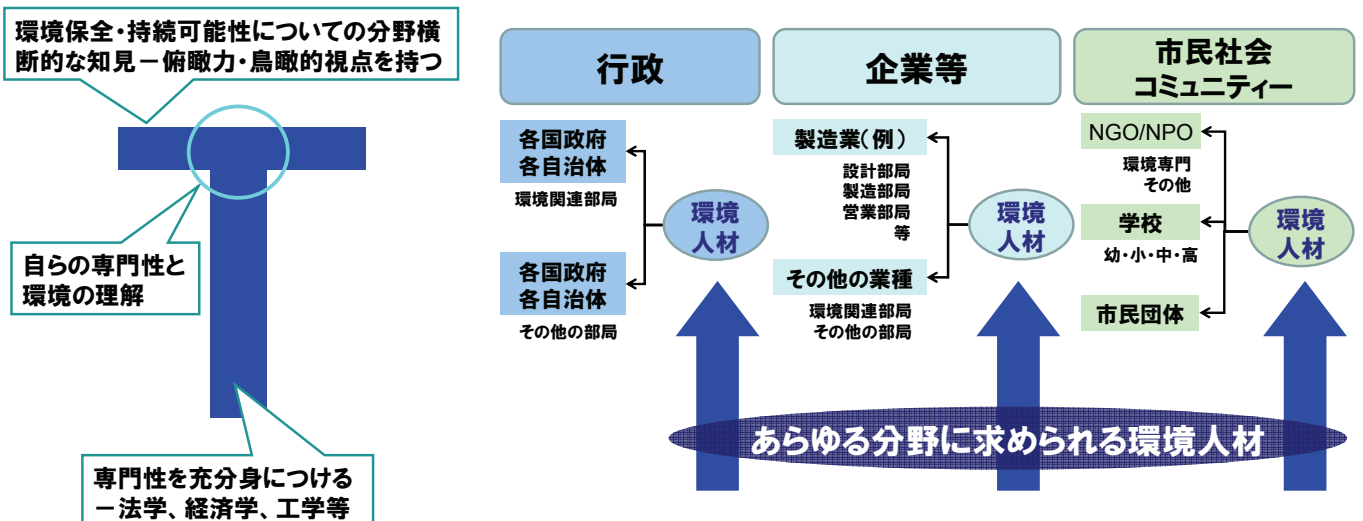 環境保全・持続可能性についての分野横
断的な知見－俯瞰力・鳥瞰的視点を持つ
自らの専門性と
環境の理解
専門性を充分身につける
－法学、経済学、工学等
行政
各国政府
各自治体
環境関連部局
各国政府
各自治体
その他の部局
環境
人材
企業等
製造業(例)
設計部局
製造部局
営業部局
等
その他の業種
環境関連部局
その他の部局
環境
人材
市民社会
コミュニティー
NGO/NPO
環境専門
その他
学校
幼・小・中・高
市民団体
環境
人材
あらゆる分野に求められる環境人材